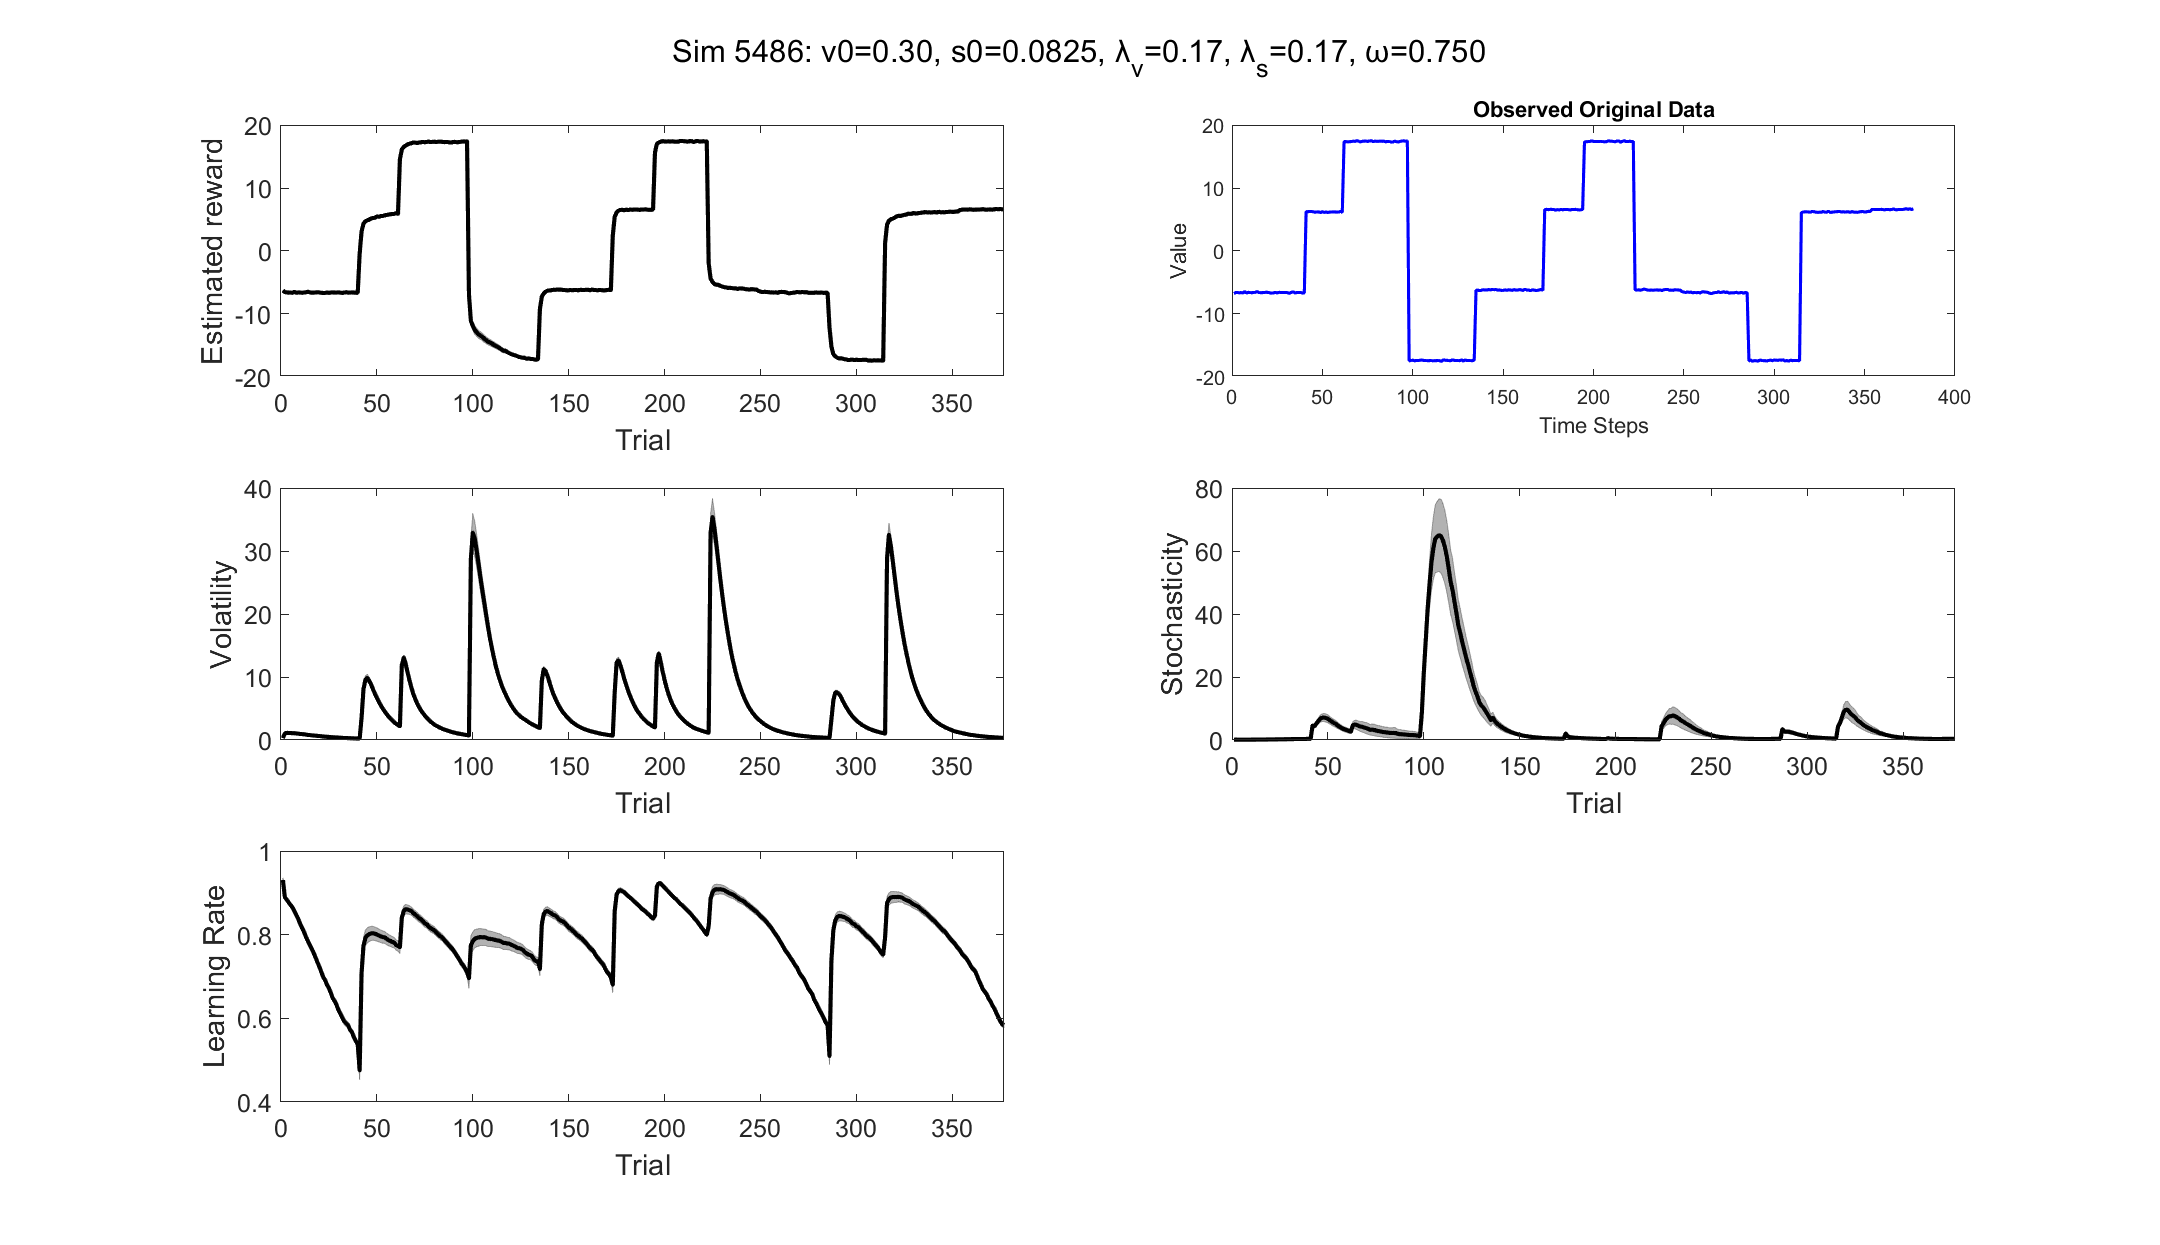 Sim 5486: v0=0.30, s0=0.0825, λ_v=0.17, λ_s=0.17, ω=0.750
20
10
0
-10
-20
Estimated reward
0 50 100 150 200 250 300 350
Trial
Observed Original Data
20
10
0
-10
-20
Value
0 50 100 150 200 250 300 350 400
Time Steps
40
30
20
10
0
Volatility
0 50 100 150 200 250 300 350
Trial
80
60
40
20
0
Stochasticity
0 50 100 150 200 250 300 350
Trial
1
0.8
0.6
0.4
Learning Rate
0 50 100 150 200 250 300 350
Trial